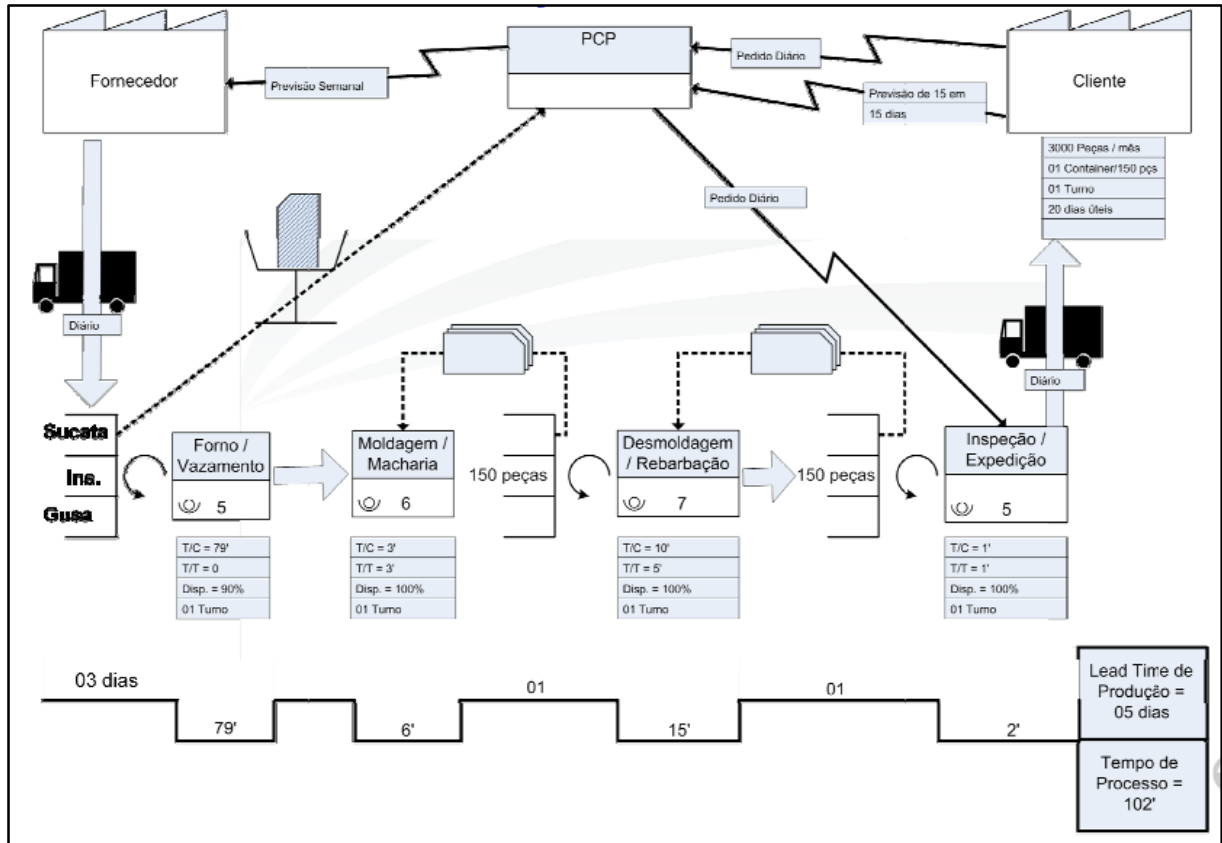 Fornecedor
PCP
Cliente
Previsão Semanal
Pedido Diário
Previsão de 15 em
15 dias
3000 Peças / mês
01 Container/150 pçs
01 Turno
20 dias úteis
Pedido Diário
Diário
Diário
Sucata
Ins.
Gusa
Forno /
Vazamento
5
T/C = 79'
T/T = 0
Disp. = 90%
01 Turno
Moldagem /
Macharia
6
T/C = 3'
T/T = 3'
Disp. = 100%
01 Turno
150 peças
Desmoldagem
/ Rebarbação
7
T/C = 10'
T/T = 5'
Disp. = 100%
01 Turno
150 peças
Inspeção /
Expedição
5
T/C = 1'
T/T = 1'
Disp. = 100%
01 Turno
03 dias
79'
6'
01
15'
01
2'
Lead Time de
Produção =
05 dias
Tempo de
Processo =
102'